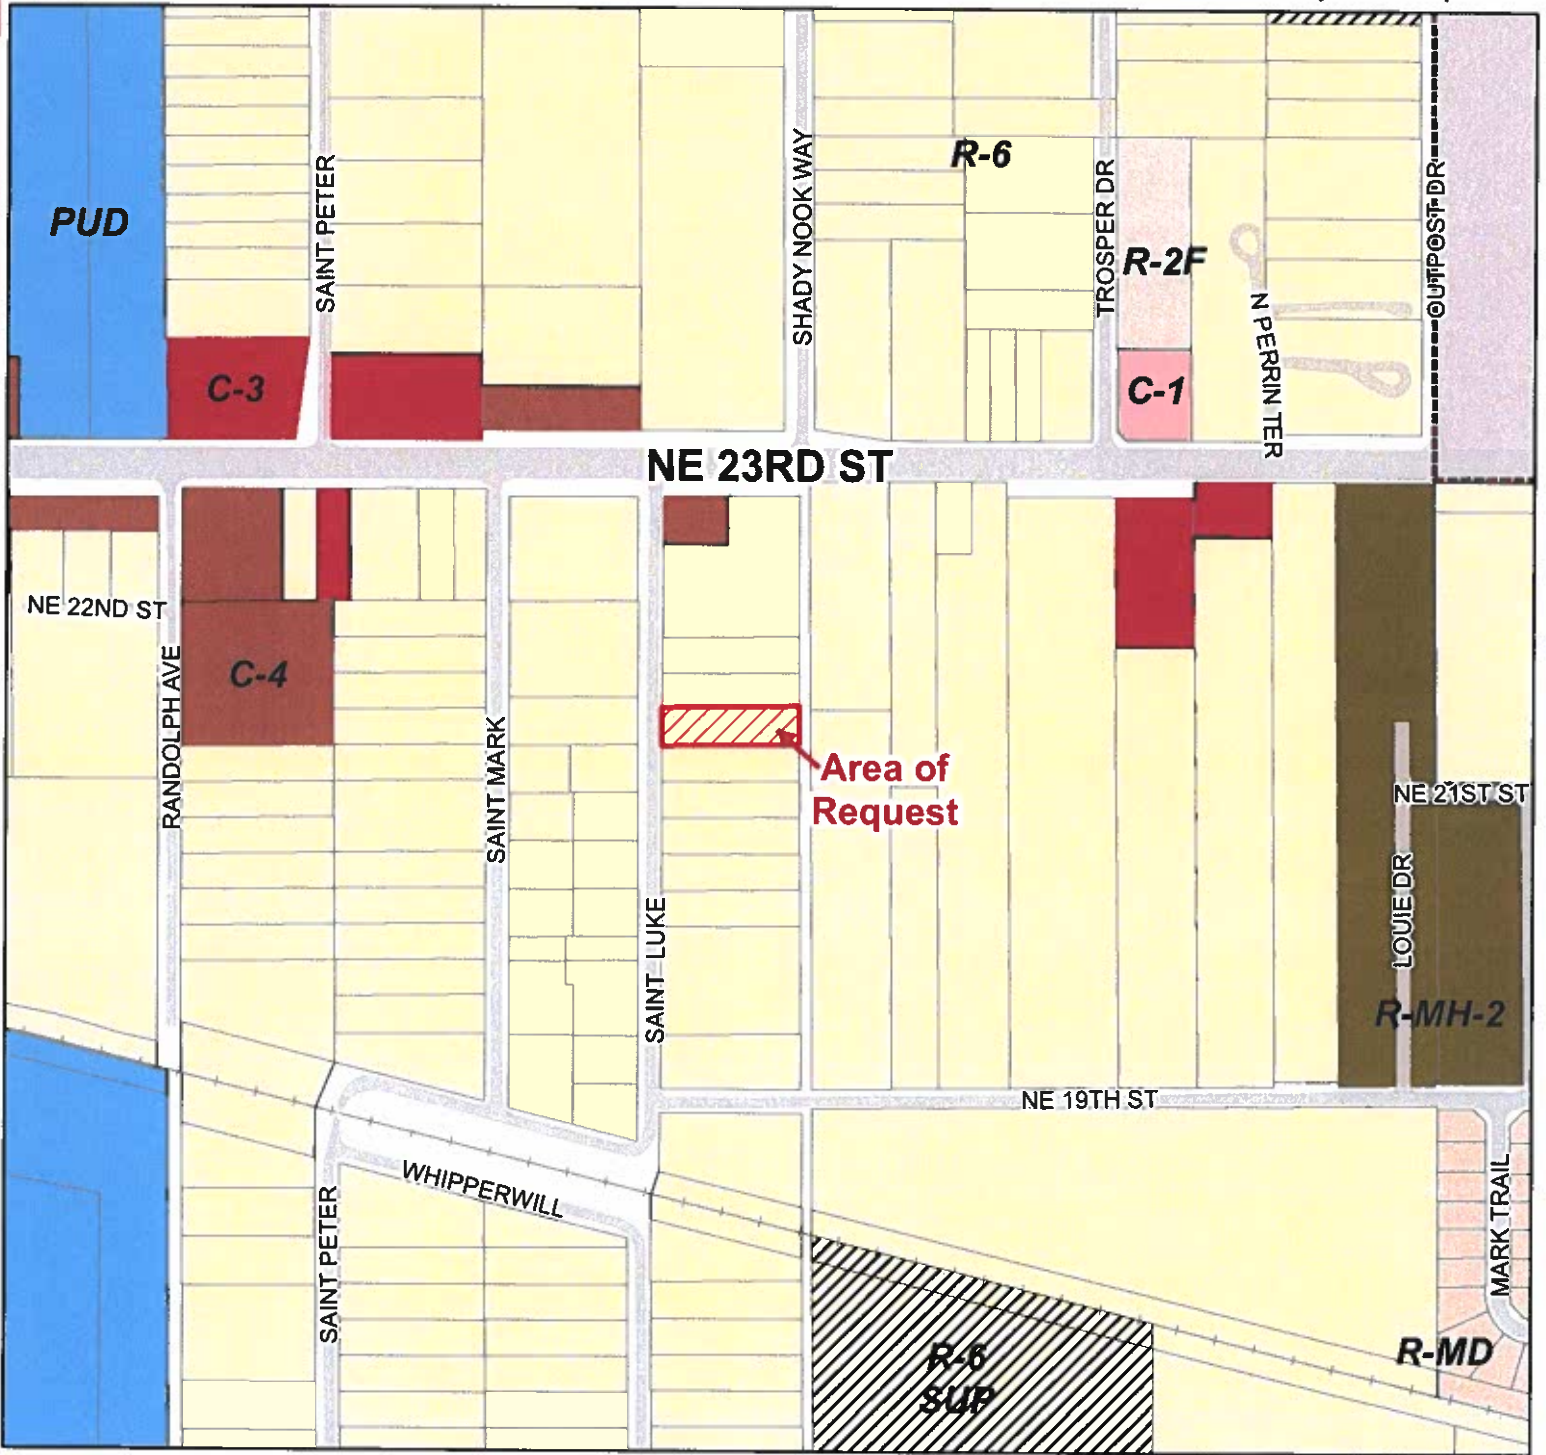 R-6
PUD
SAINT PETER
SHADY NOOK WAY
TROSPER DR
R-2F
OUTPOST DR
N PERRIN TER
C-3
C-1
NE 23RD ST
NE 22ND ST
RANDOLPH AVE
C-4
SAINT MARK
Area of
Request
NE 21ST ST
LOUIE DR
SAINT LUKE
R-MH-2
NE 19TH ST
WHIPPERWILL
SAINT PETER
MARK TRAIL
R-6
SUP
R-MD